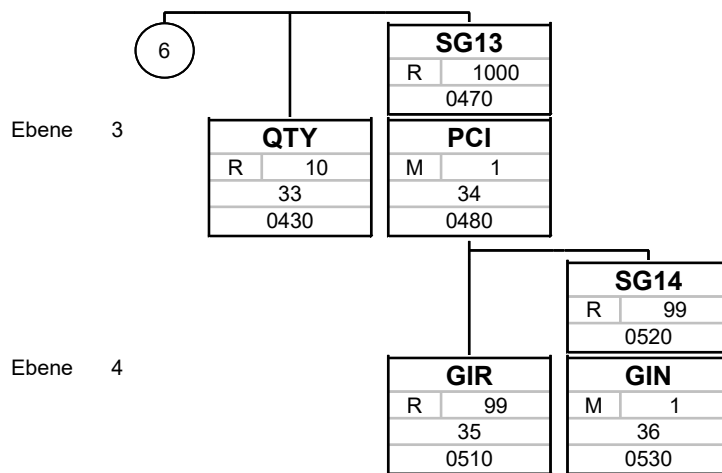 6
SG13
R 1000
0470
Ebene 3
QTY
R 10
33
0430
PCI
M 1
34
0480
SG14
R 99
0520
Ebene 4
GIR
R 99
35
0510
GIN
M 1
36
0530